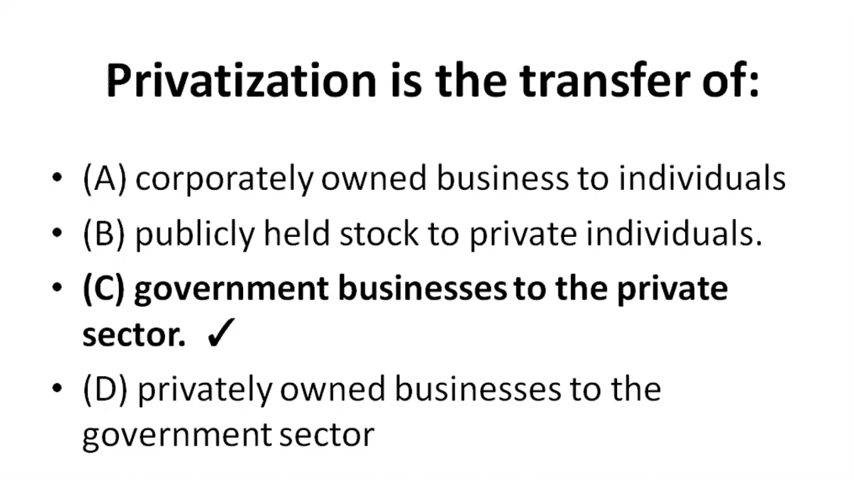 Privatization is the transfer of:
• (A) corporately owned business to individuals
• (B) publicly held stock to private individuals.
• (C) government businesses to the private
sector. ✓
• (D) privately owned businesses to the
government sector